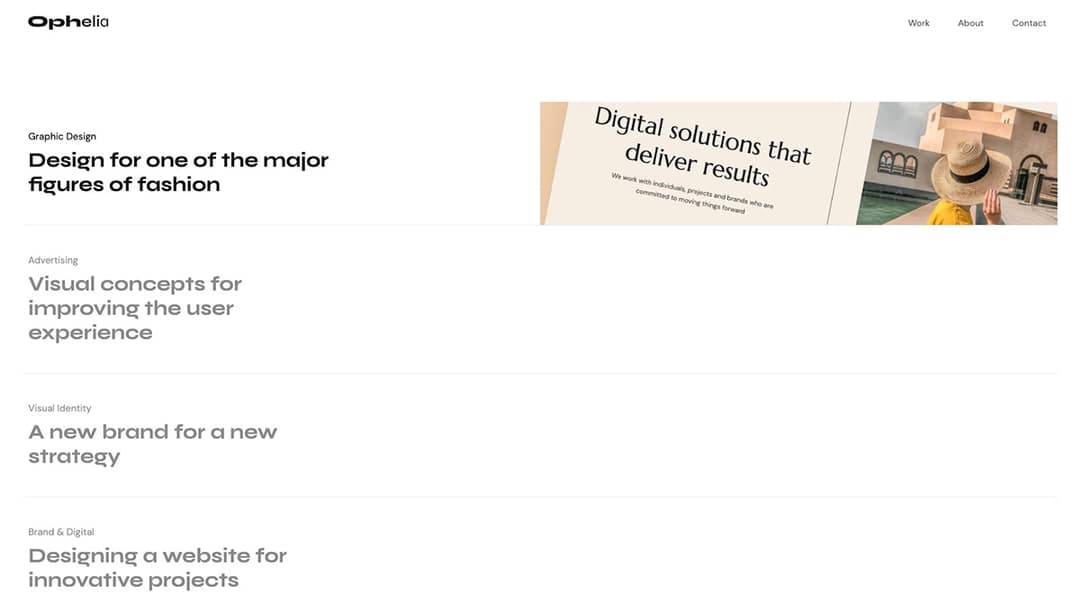 Ophelia
Work
About
Contact
Graphic Design
Design for one of the major
figures of fashion
Digital solutions that
deliver results
We work with individuals, projects and brands who are
committed to moving things forward
Advertising
Visual concepts for
improving the user
experience
Visual Identity
A new brand for a new
strategy
Brand & Digital
Designing a website for
innovative projects